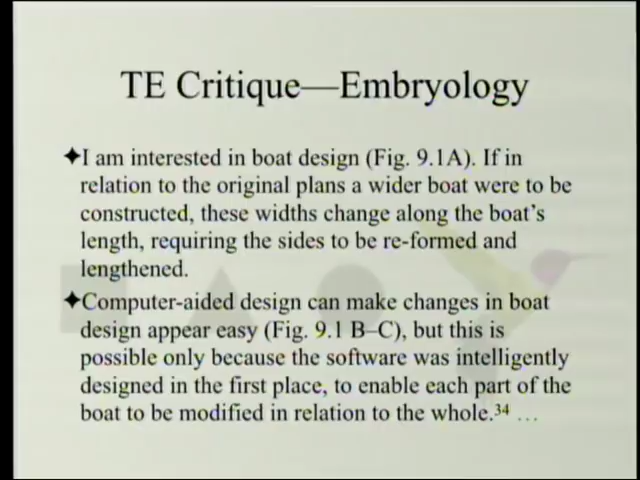 TE Critique—Embryology
✦I am interested in boat design (Fig. 9.1A). If in
relation to the original plans a wider boat were to be
constructed, these widths change along the boat's
length, requiring the sides to be re-formed and
lengthened.
✦Computer-aided design can make changes in boat
design appear easy (Fig. 9.1 B–C), but this is
possible only because the software was intelligently
designed in the first place, to enable each part of the
boat to be modified in relation to the whole.³⁴ …